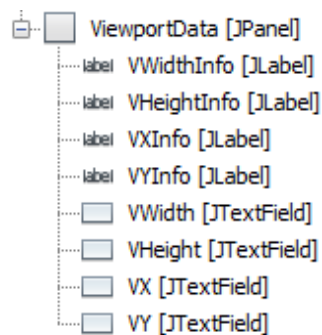 ViewportData [JPanel]
label VWidthInfo [JLabel]
label VHeightInfo [JLabel]
label VXInfo [JLabel]
label VYInfo [JLabel]
VWidth [JTextField]
VHeight [JTextField]
VX [JTextField]
VY [JTextField]